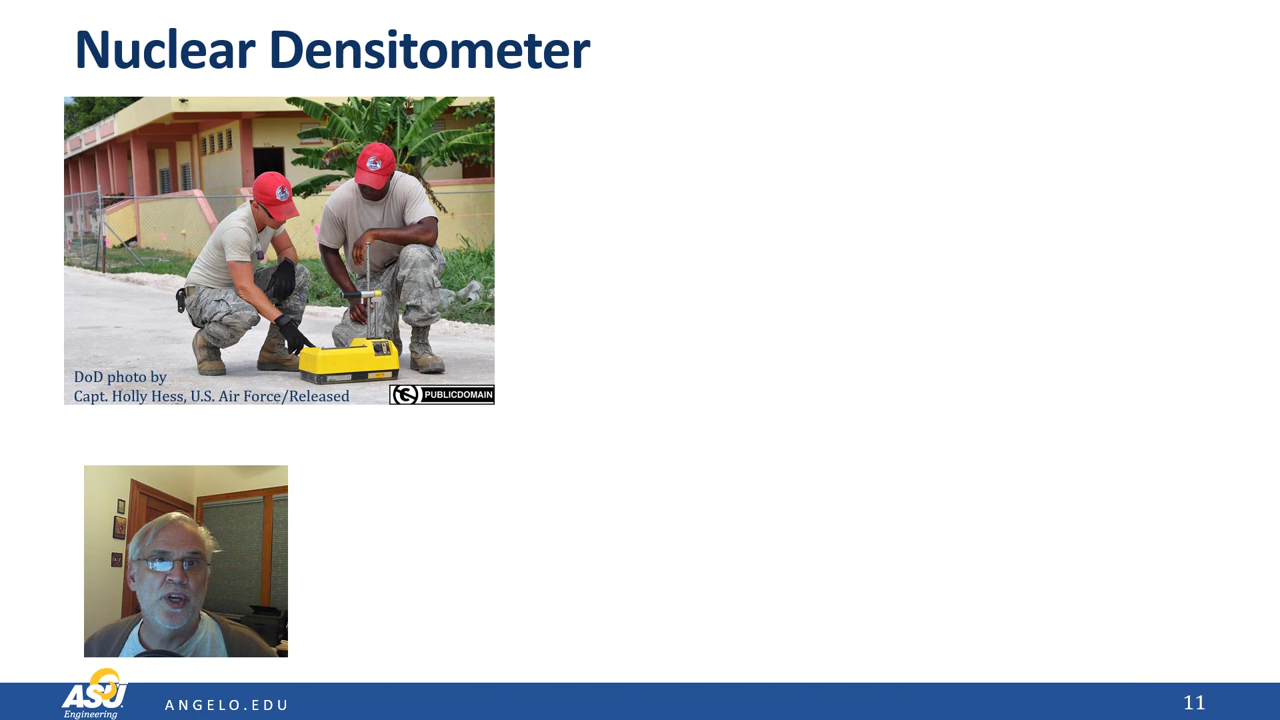 Nuclear Densitometer
DoD photo by
Capt. Holly Hess, U.S. Air Force/Released
PUBLICDOMAIN
ASU
Engineering
ANGELO.EDU
11